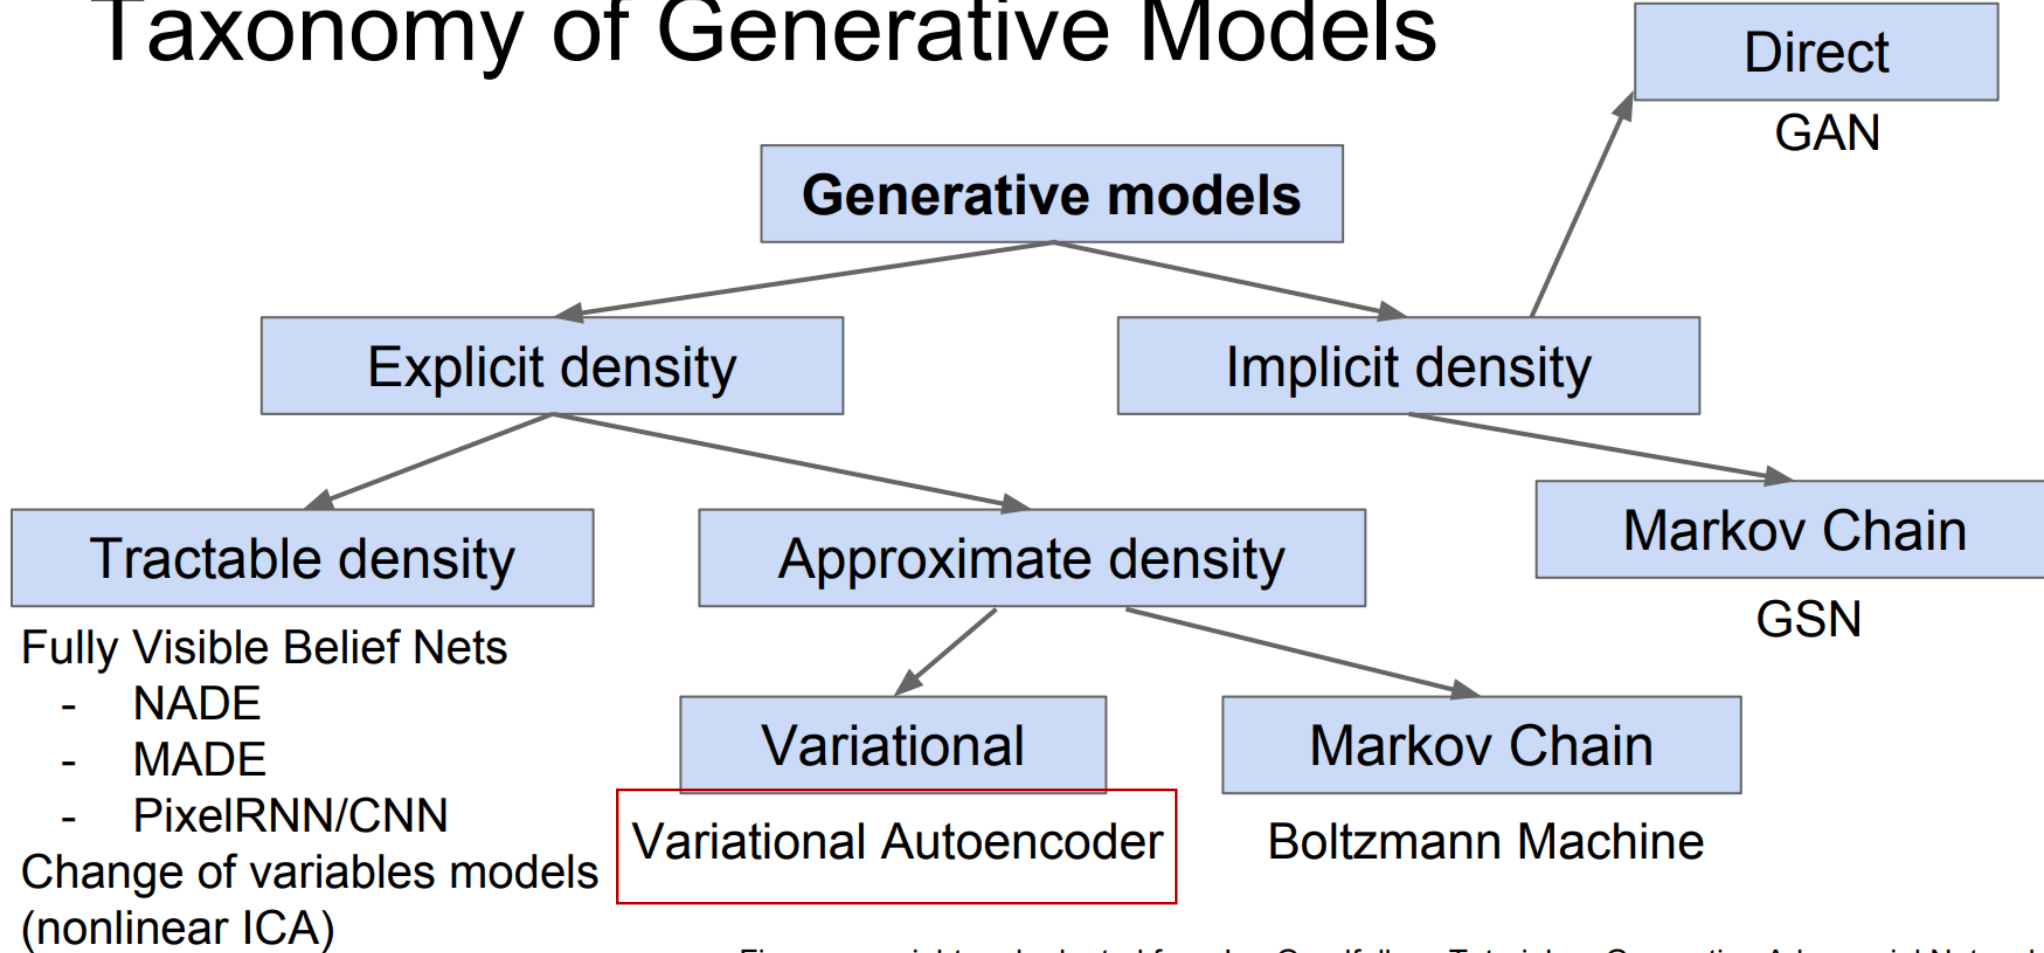 Taxonomy of Generative Models
Direct
GAN
Generative models
Explicit density
Implicit density
Tractable density
Approximate density
Markov Chain
GSN
Fully Visible Belief Nets
- NADE
- MADE
- PixelRNN/CNN
Change of variables models
(nonlinear ICA)
Variational
Markov Chain
Variational Autoencoder
Boltzmann Machine